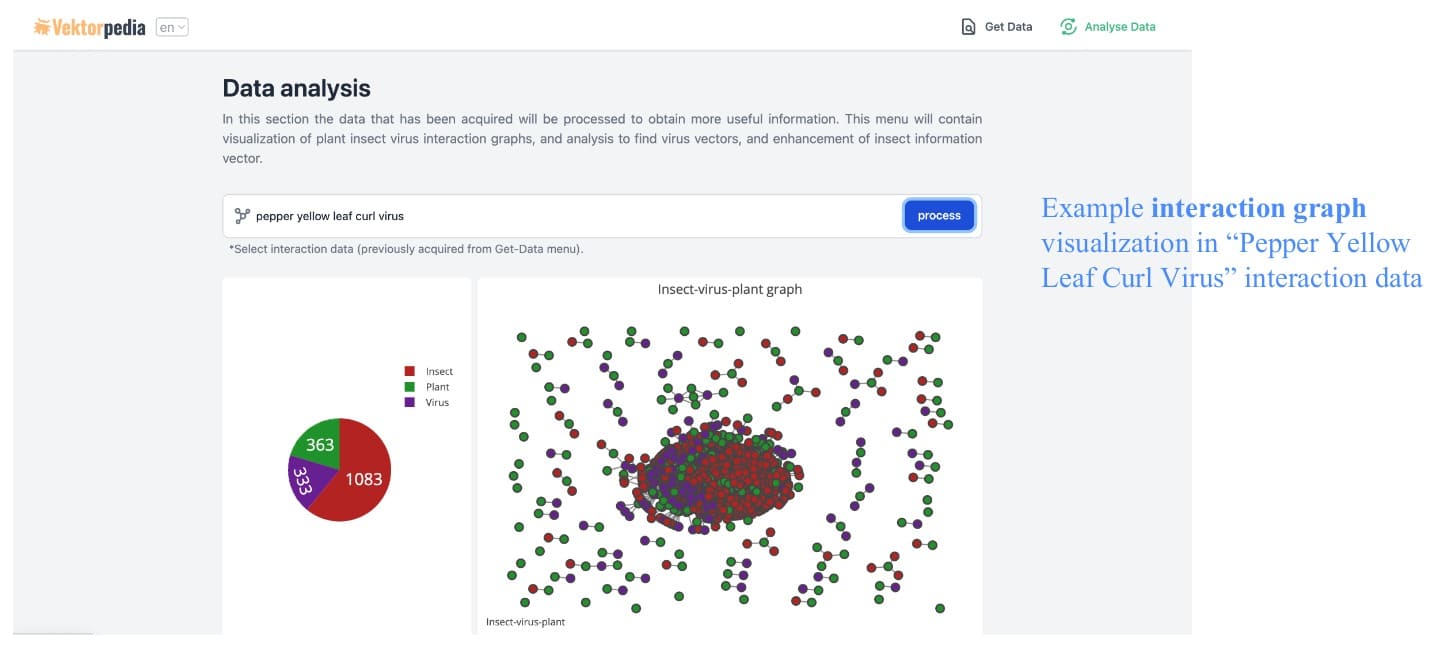 Vektorpedia en
Get Data Analyse Data
Data analysis
In this section the data that has been acquired will be processed to obtain more useful information. This menu will contain
visualization of plant insect virus interaction graphs, and analysis to find virus vectors, and enhancement of insect information
vector.
pepper yellow leaf curl virus process
*Select interaction data (previously acquired from Get-Data menu).
Example interaction graph
visualization in “Pepper Yellow
Leaf Curl Virus” interaction data
Insect
Plant
Virus
363
333
1083
Insect-virus-plant graph
Insect-virus-plant